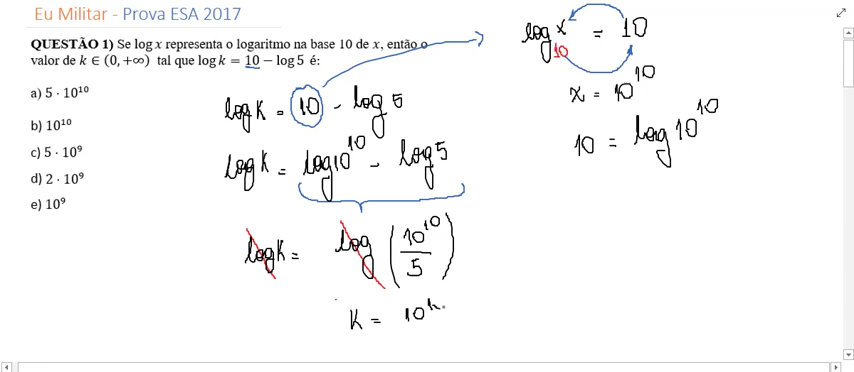 Eu Militar - Prova ESA 2017
QUESTÃO 1) Se log x representa o logaritmo na base 10 de x, então o
valor de k ∈ (0, +∞) tal que log k = 10 − log 5 é:
a) 5 · 10¹⁰
b) 10¹⁰
c) 5 · 10⁹
d) 2 · 10⁹
e) 10⁹
log K = 10 - log 5
log K = log 10¹⁰ - log 5
log K = log (10¹⁰/5)
K = 10
log₁₀ x = 10
x = 10¹⁰
10 = log 10¹⁰